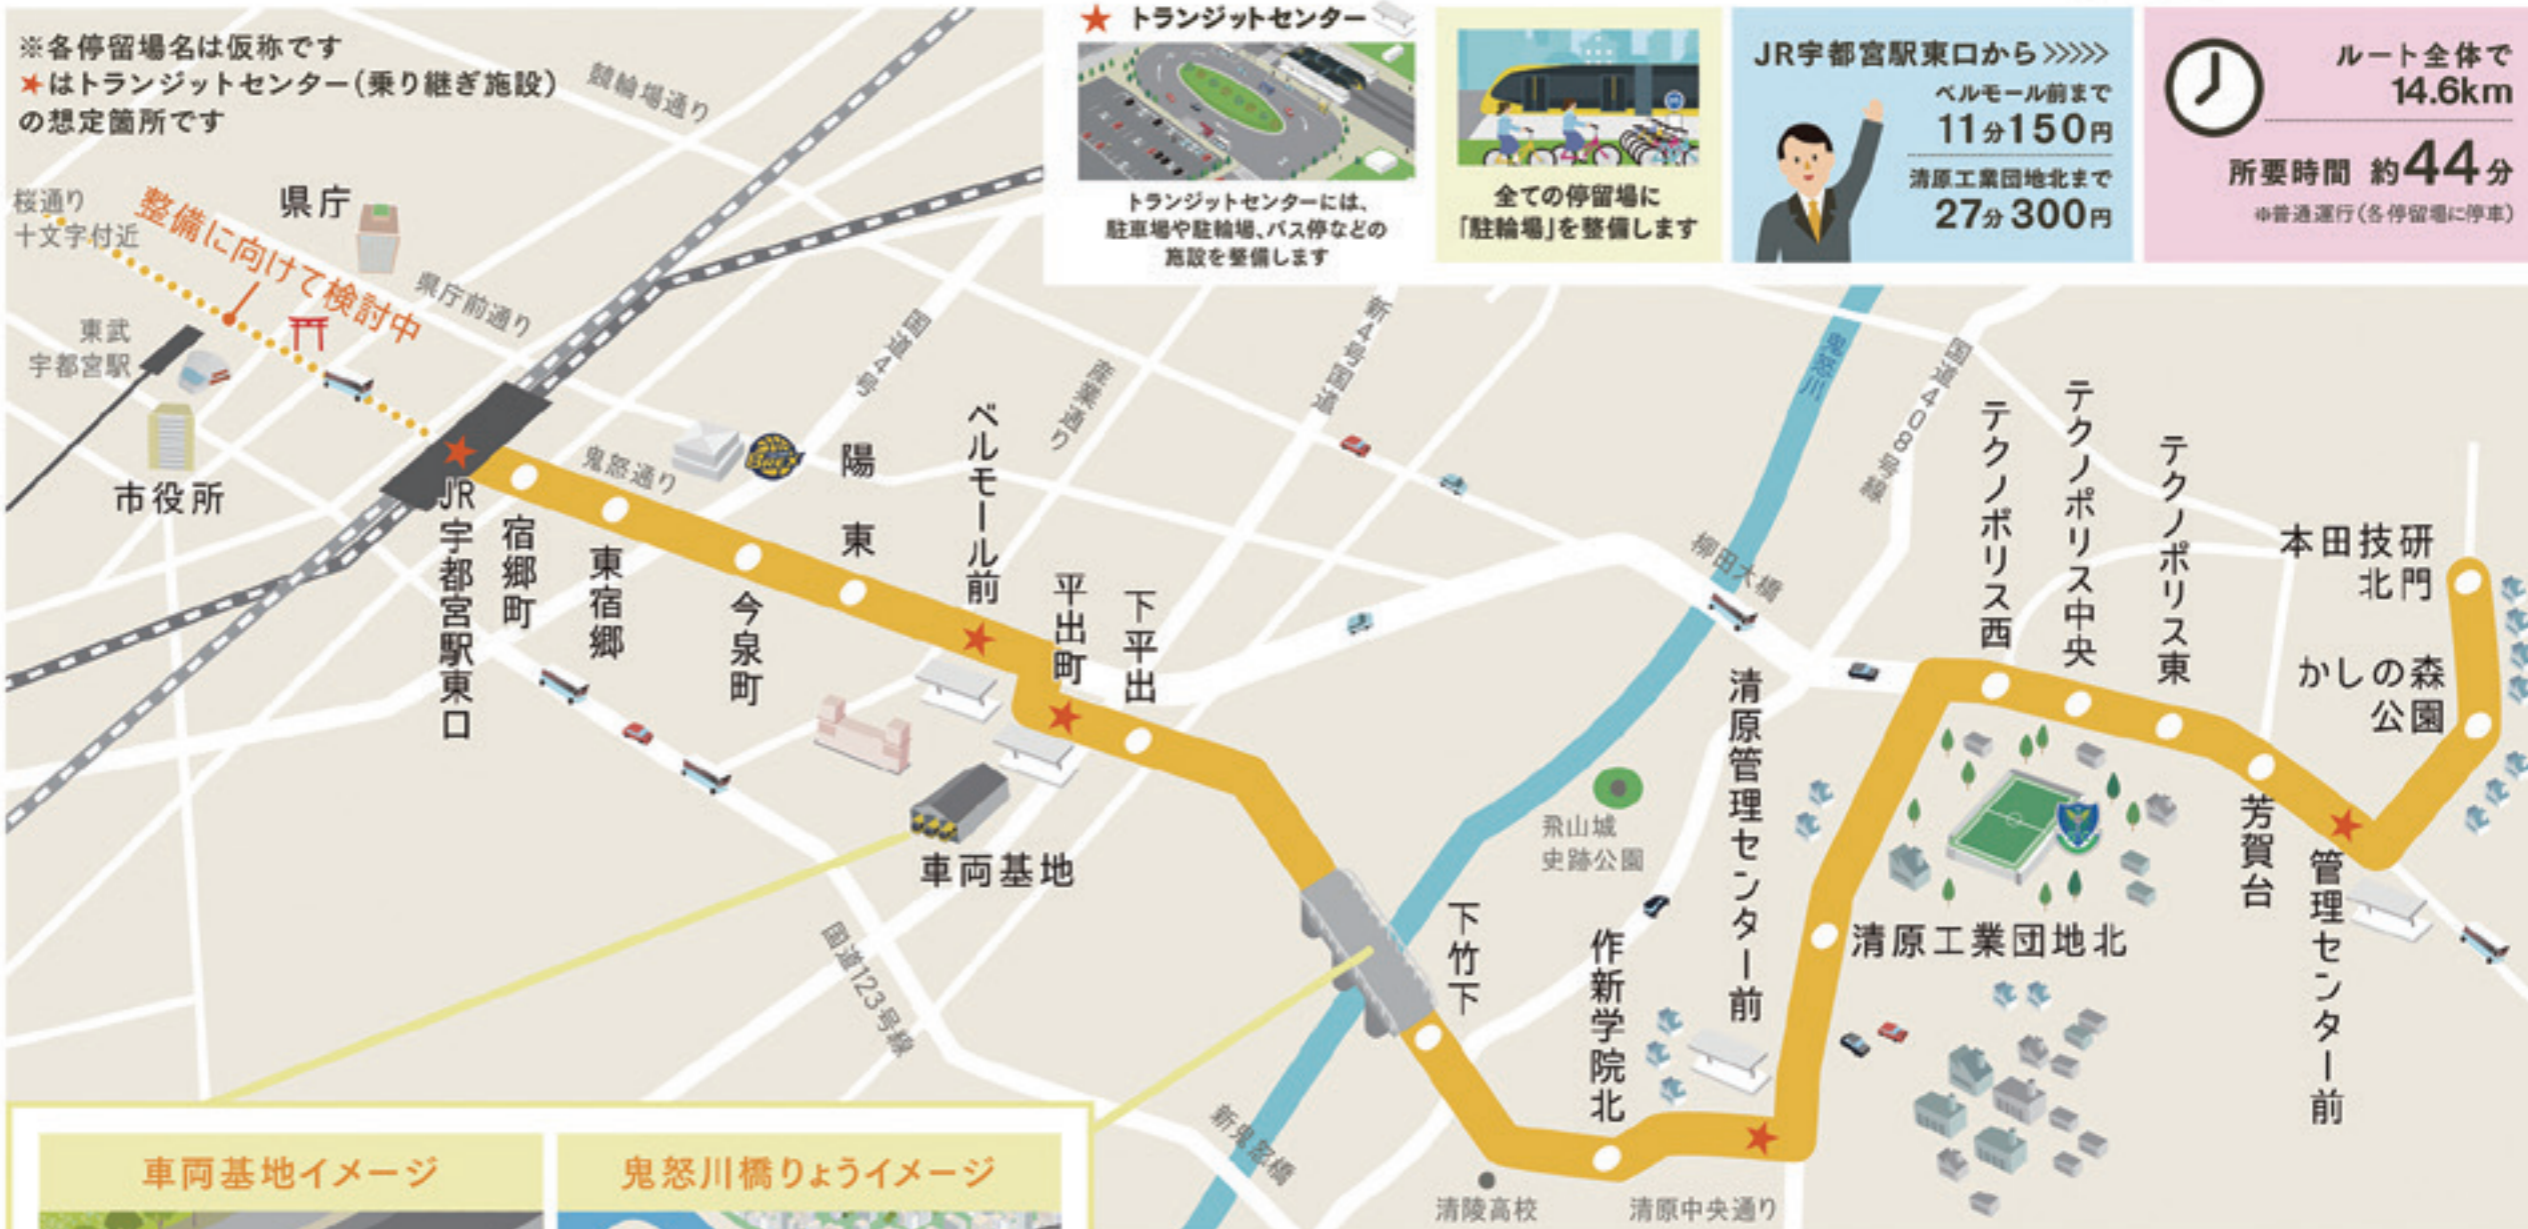 ※各停留場名は仮称です
★はトランジットセンター(乗り継ぎ施設)
の想定箇所です
★ トランジットセンター
トランジットセンターには、
駐車場や駐輪場、バス停などの
施設を整備します
全ての停留場に
「駐輪場」を整備します
JR宇都宮駅東口から>>>>>
ベルモール前まで
11分150円
清原工業団地北まで
27分300円
ルート全体で
14.6km
所要時間 約44分
※普通運行(各停留場に停車)
競輪場通り
桜通り
十文字付近
整備に向けて検討中
県庁
県庁前通り
東武
宇都宮駅
市役所
鬼怒通り
国道4号
産業通り
新4号国道
鬼怒川
国道408号線
柳田大橋
BREX
JR宇都宮駅東口
宿郷町
東宿郷
今泉町
陽東
ベルモール前
平出町
下平出
車両基地
国道123号線
新鬼怒橋
飛山城
史跡公園
下竹下
作新学院北
清原管理センター前
清陵高校
清原中央通り
清原工業団地北
テクノポリス西
テクノポリス中央
テクノポリス東
芳賀台
管理センター前
かしの森
公園
本田技研
北門
車両基地イメージ
鬼怒川橋りょうイメージ